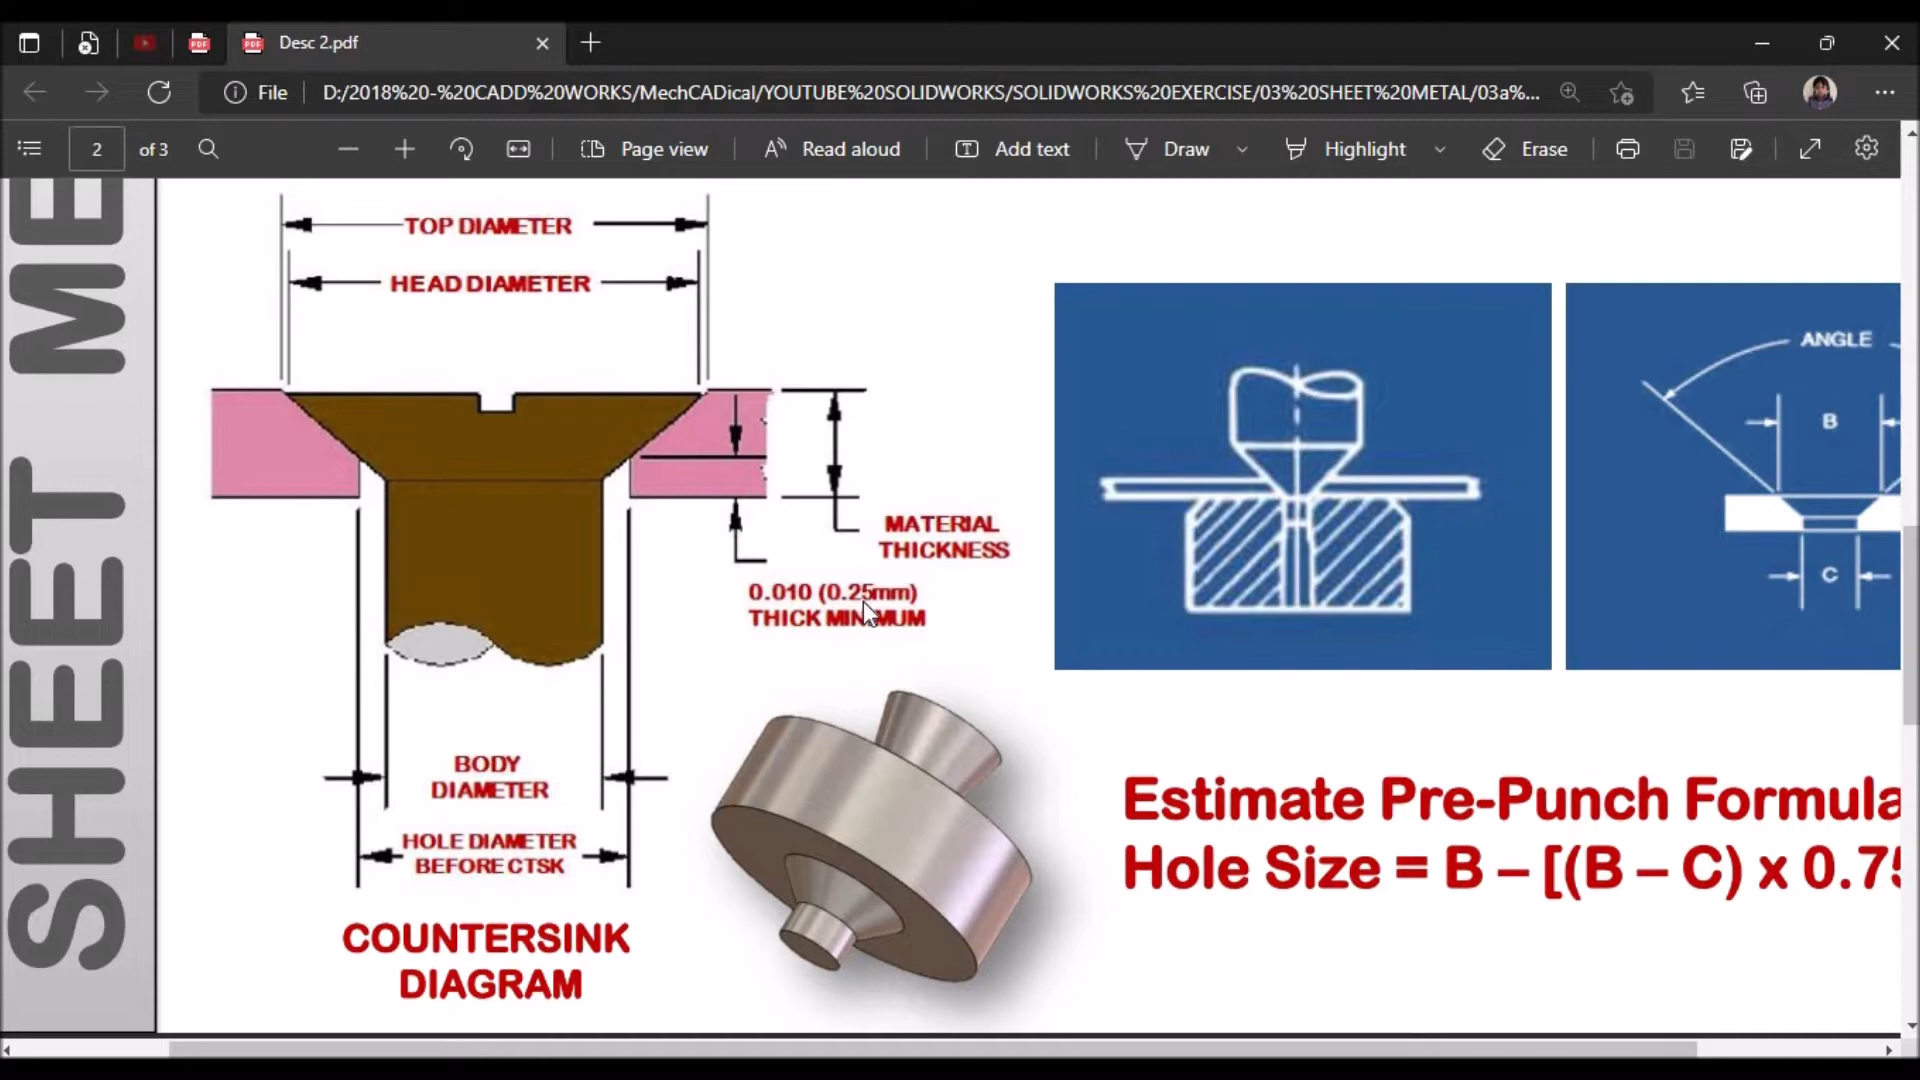 Desc 2.pdf
File
D:/2018%20-%20CADD%20WORKS/MechCADical/YOUTUBE%20SOLIDWORKS/SOLIDWORKS%20EXERCISE/03%20SHEET%20METAL/03a%...
2 of 3
Page view
Read aloud
Add text
Draw
Highlight
Erase
SHEET ME
TOP DIAMETER
HEAD DIAMETER
MATERIAL
THICKNESS
0.010 (0.25mm)
THICK MINIMUM
BODY
DIAMETER
HOLE DIAMETER
BEFORE CTSK
COUNTERSINK
DIAGRAM
ANGLE
B
C
Estimate Pre-Punch Formula
Hole Size = B – [(B – C) x 0.75